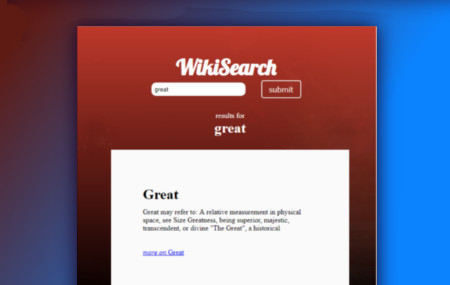 WikiSearch
great
submit
results for
great
Great
Great may refer to: A relative measurement in physical
space, see Size Greatness, being superior, majestic,
transcendent, or divine "The Great", a historical
more on Great